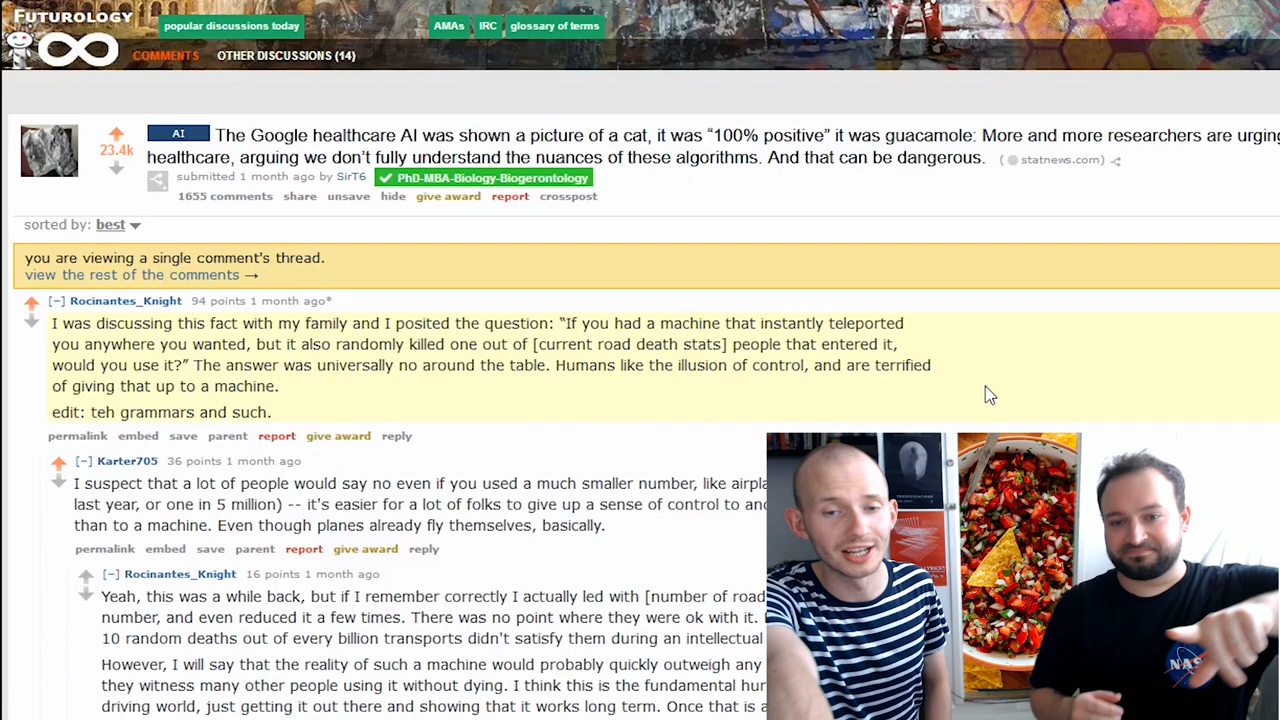 FUTUROLOGY
popular discussions today
AMAs IRC glossary of terms
COMMENTS OTHER DISCUSSIONS (14)
23.4k
AI The Google healthcare AI was shown a picture of a cat, it was “100% positive” it was guacamole: More and more researchers are urging
healthcare, arguing we don’t fully understand the nuances of these algorithms. And that can be dangerous. ( statnews.com)
submitted 1 month ago by SirT6 ✔ PhD-MBA-Biology-Biogerontology
1655 comments share unsave hide give award report crosspost
sorted by: best
you are viewing a single comment's thread.
view the rest of the comments →
[–] Rocinantes_Knight 94 points 1 month ago*
I was discussing this fact with my family and I posited the question: “If you had a machine that instantly teleported
you anywhere you wanted, but it also randomly killed one out of [current road death stats] people that entered it,
would you use it?” The answer was universally no around the table. Humans like the illusion of control, and are terrified
of giving that up to a machine.
edit: teh grammars and such.
permalink embed save parent report give award reply
[–] Karter705 36 points 1 month ago
I suspect that a lot of people would say no even if you used a much smaller number, like airpla
last year, or one in 5 million) -- it's easier for a lot of folks to give up a sense of control to ano
than to a machine. Even though planes already fly themselves, basically.
permalink embed save parent report give award reply
[–] Rocinantes_Knight 16 points 1 month ago
Yeah, this was a while back, but if I remember correctly I actually led with [number of road
number, and even reduced it a few times. There was no point where they were ok with it.
10 random deaths out of every billion transports didn't satisfy them during an intellectual
However, I will say that the reality of such a machine would probably quickly outweigh any
they witness many other people using it without dying. I think this is the fundamental hur
driving world, just getting it out there and showing that it works long term. Once that is a
NASA